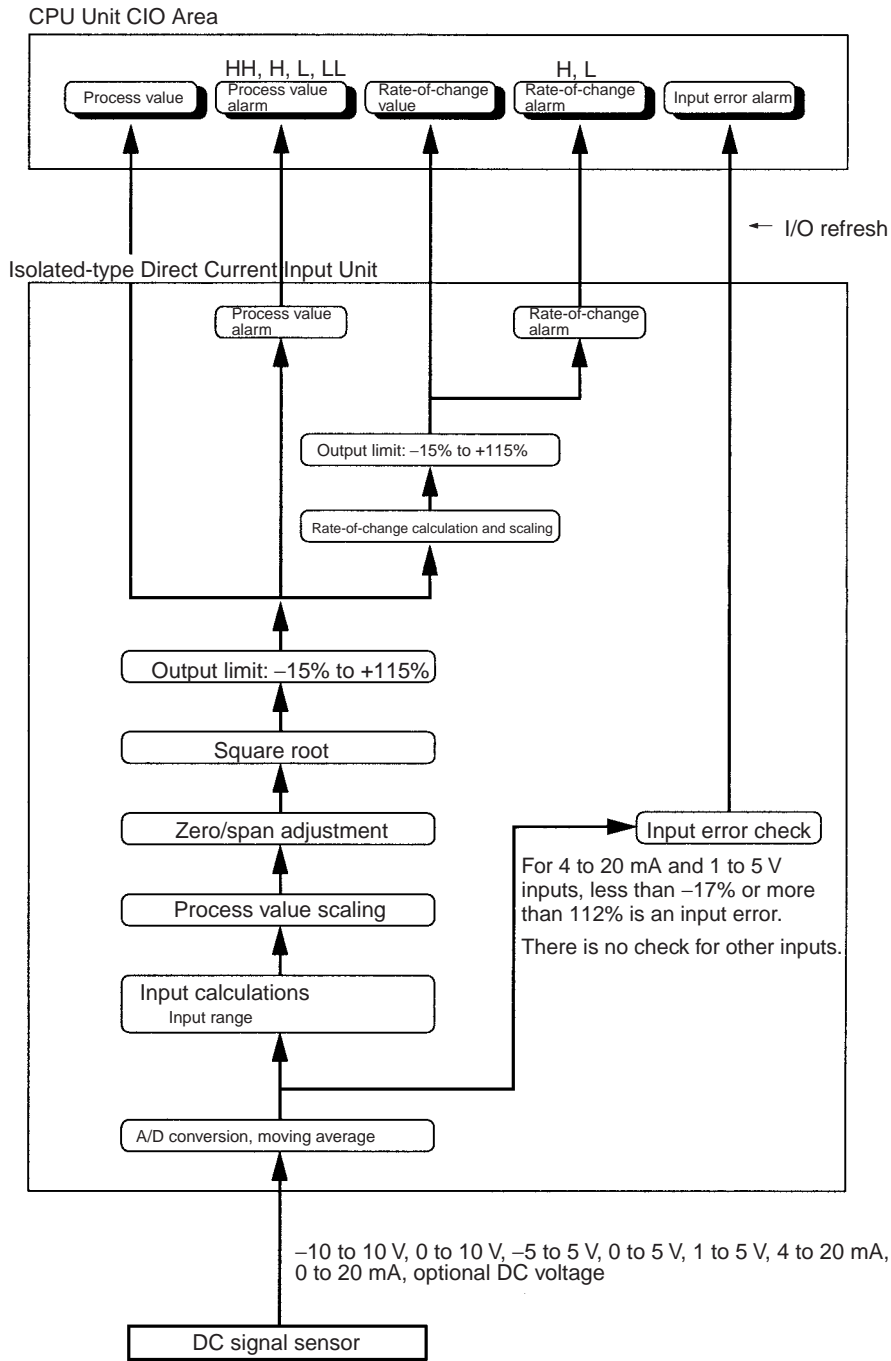 CPU Unit CIO Area
HH, H, L, LL
H, L
Process value
Process value
alarm
Rate-of-change
value
Rate-of-change
alarm
Input error alarm
← I/O refresh
Isolated-type Direct Current Input Unit
Process value
alarm
Rate-of-change
alarm
Output limit: –15% to +115%
Rate-of-change calculation and scaling
Output limit: –15% to +115%
Square root
Zero/span adjustment
Input error check
For 4 to 20 mA and 1 to 5 V
inputs, less than –17% or more
than 112% is an input error.
There is no check for other inputs.
Process value scaling
Input calculations
Input range
A/D conversion, moving average
–10 to 10 V, 0 to 10 V, –5 to 5 V, 0 to 5 V, 1 to 5 V, 4 to 20 mA,
0 to 20 mA, optional DC voltage
DC signal sensor